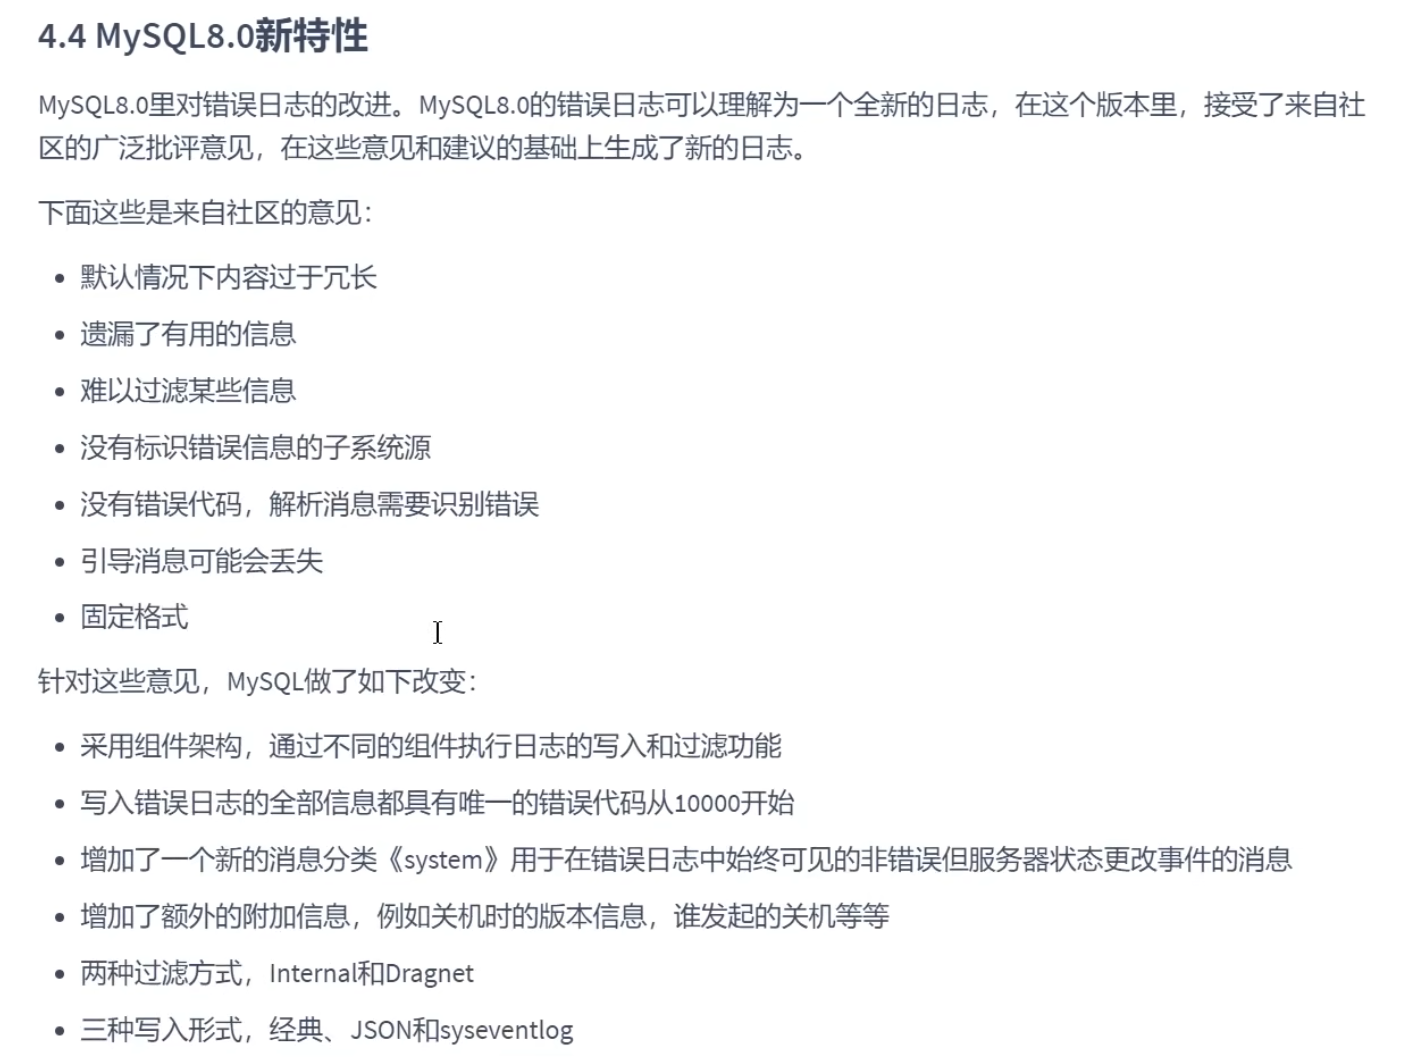 4.4 MySQL8.0新特性
MySQL8.0里对错误日志的改进。MySQL8.0的错误日志可以理解为一个全新的日志，在这个版本里，接受了来自社
区的广泛批评意见，在这些意见和建议的基础上生成了新的日志。
下面这些是来自社区的意见：
• 默认情况下内容过于冗长
• 遗漏了有用的信息
• 难以过滤某些信息
• 没有标识错误信息的子系统源
• 没有错误代码，解析消息需要识别错误
• 引导消息可能会丢失
• 固定格式
针对这些意见，MySQL做了如下改变：
• 采用组件架构，通过不同的组件执行日志的写入和过滤功能
• 写入错误日志的全部信息都具有唯一的错误代码从10000开始
• 增加了一个新的消息分类《system》用于在错误日志中始终可见的非错误但服务器状态更改事件的消息
• 增加了额外的附加信息，例如关机时的版本信息，谁发起的关机等等
• 两种过滤方式，Internal和Dragnet
• 三种写入形式，经典、JSON和syseventlog